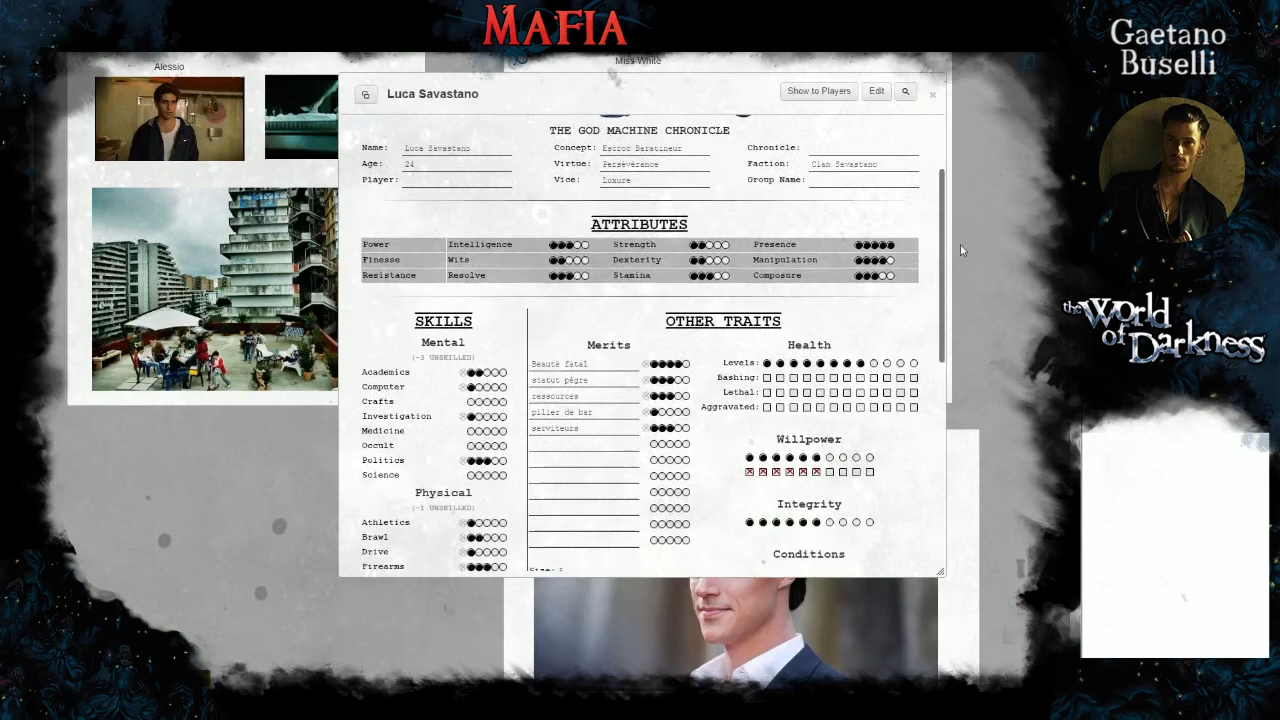 MAFIA
Gaetano
Buselli
Alessio
Miss White
Luca Savastano
Show to Players
Edit
THE GOD MACHINE CHRONICLE
Name: Luca Savastano Concept: Escroc Baratineur Chronicle:
Age: 24 Virtue: Persévérance Faction: Clan Savastano
Player: Vice: Luxure Group Name:
ATTRIBUTES
Power Intelligence Strength Presence
Finesse Wits Dexterity Manipulation
Resistance Resolve Stamina Composure
the World
of Darkness
SKILLS
OTHER TRAITS
Mental
(-3 UNSKILLED)
Academics
Computer
Crafts
Investigation
Medicine
Occult
Politics
Science
Physical
(-1 UNSKILLED)
Athletics
Brawl
Drive
Firearms
Merits
Beauté fatal
statut pègre
ressources
pilier de bar
serviteurs
Health
Levels:
Bashing:
Lethal:
Aggravated:
Willpower
Integrity
Conditions